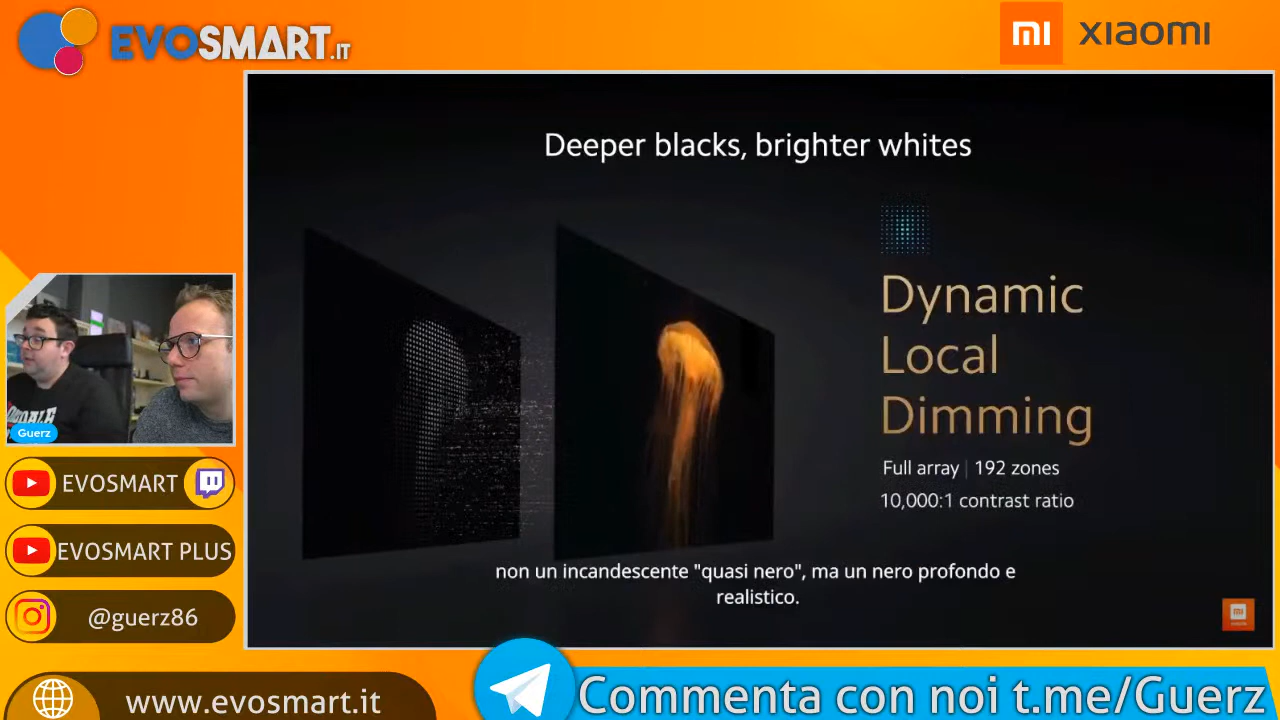 EVOSMART.IT
mi xiaomi
Deeper blacks, brighter whites
Dynamic
Local
Dimming
Full array | 192 zones
10,000:1 contrast ratio
non un incandescente "quasi nero", ma un nero profondo e
realistico.
Guerz
EVOSMART
EVOSMART PLUS
@guerz86
www.evosmart.it
Commenta con noi t.me/Guerz